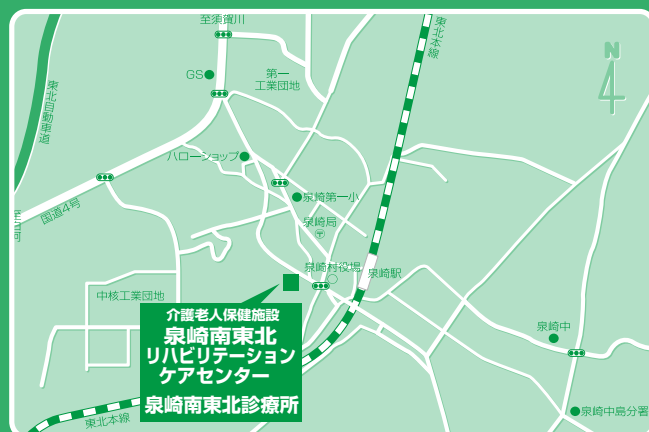 至須賀川
東北本線
N
GS
第一
工業団地
東北自動車道
ハローショップ
泉崎第一小
国道4号
至白河
泉崎局
〒
泉崎村役場
泉崎駅
中核工業団地
介護老人保健施設
泉崎南東北
リハビリテーション
ケアセンター
泉崎南東北診療所
泉崎中
東北本線
泉崎中島分署